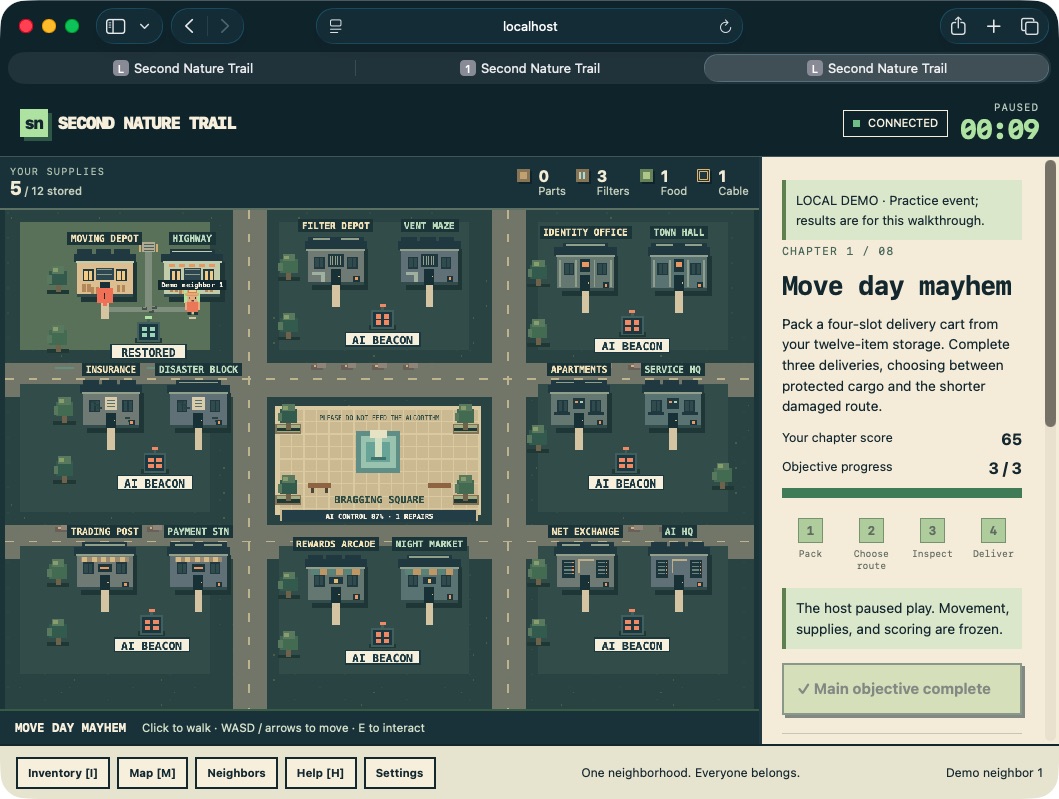 localhost
L Second Nature Trail
1 Second Nature Trail
L Second Nature Trail
sn SECOND NATURE TRAIL
CONNECTED
PAUSED
00:09
YOUR SUPPLIES
5 / 12 stored
0 Parts
3 Filters
1 Food
1 Cable
MOVING DEPOT
HIGHWAY
Demo neighbor 1
RESTORED
FILTER DEPOT
VENT MAZE
AI BEACON
IDENTITY OFFICE
TOWN HALL
AI BEACON
INSURANCE
DISASTER BLOCK
AI BEACON
PLEASE DO NOT FEED THE ALGORITHM
BRAGGING SQUARE
AI CONTROL 87% · 1 REPAIRS
APARTMENTS
SERVICE HQ
AI BEACON
TRADING POST
PAYMENT STN
AI BEACON
REWARDS ARCADE
NIGHT MARKET
AI BEACON
NET EXCHANGE
AI HQ
AI BEACON
MOVE DAY MAYHEM
Click to walk · WASD / arrows to move · E to interact
LOCAL DEMO · Practice event;
results are for this walkthrough.
CHAPTER 1 / 08
Move day mayhem
Pack a four-slot delivery cart from
your twelve-item storage. Complete
three deliveries, choosing between
protected cargo and the shorter
damaged route.
Your chapter score 65
Objective progress 3 / 3
1 2 3 4
Pack Choose Inspect Deliver
route
The host paused play. Movement,
supplies, and scoring are frozen.
✓ Main objective complete
Inventory [I]
Map [M]
Neighbors
Help [H]
Settings
One neighborhood. Everyone belongs.
Demo neighbor 1